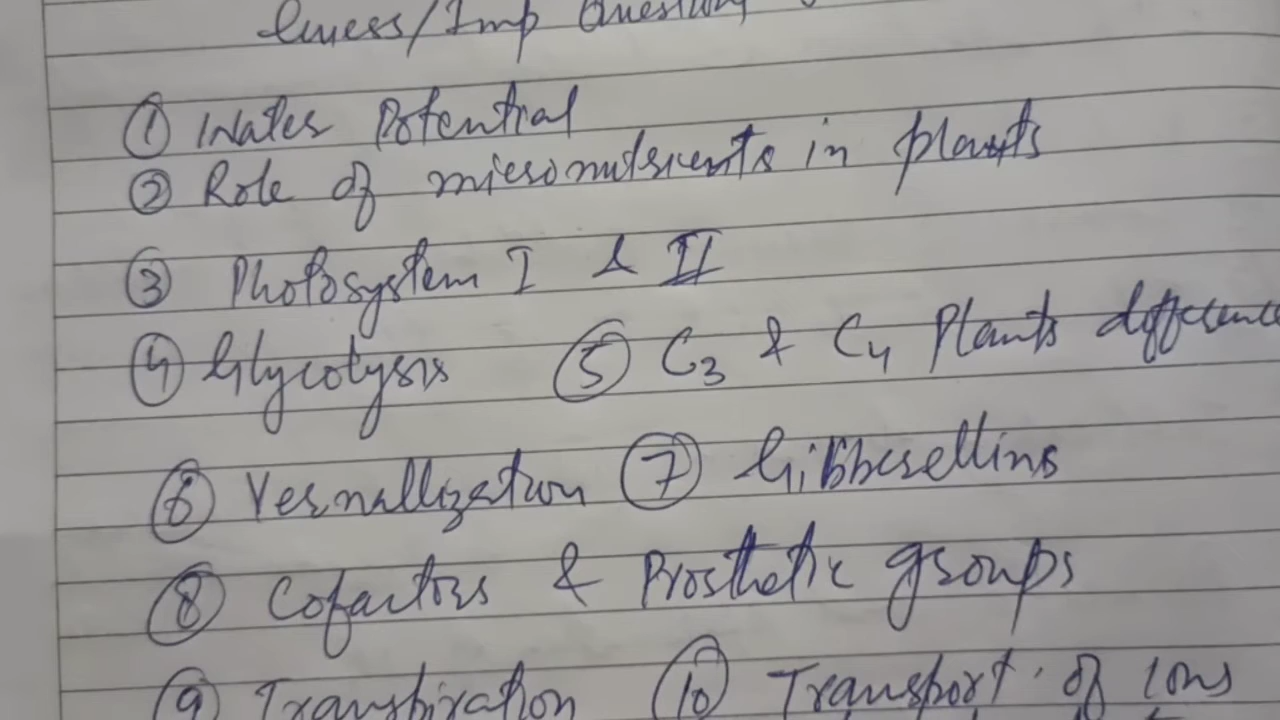 Guess/Imp Question
① Water Potential
② Role of micronutrients in plants
③ Photosystem I & II
④ Glycolysis ⑤ C3 & C4 Plants difference
⑥ Vernallization ⑦ Gibberellins
⑧ Cofactors & Prosthetic groups
⑨ Transpiration ⑩ Transport of Ions